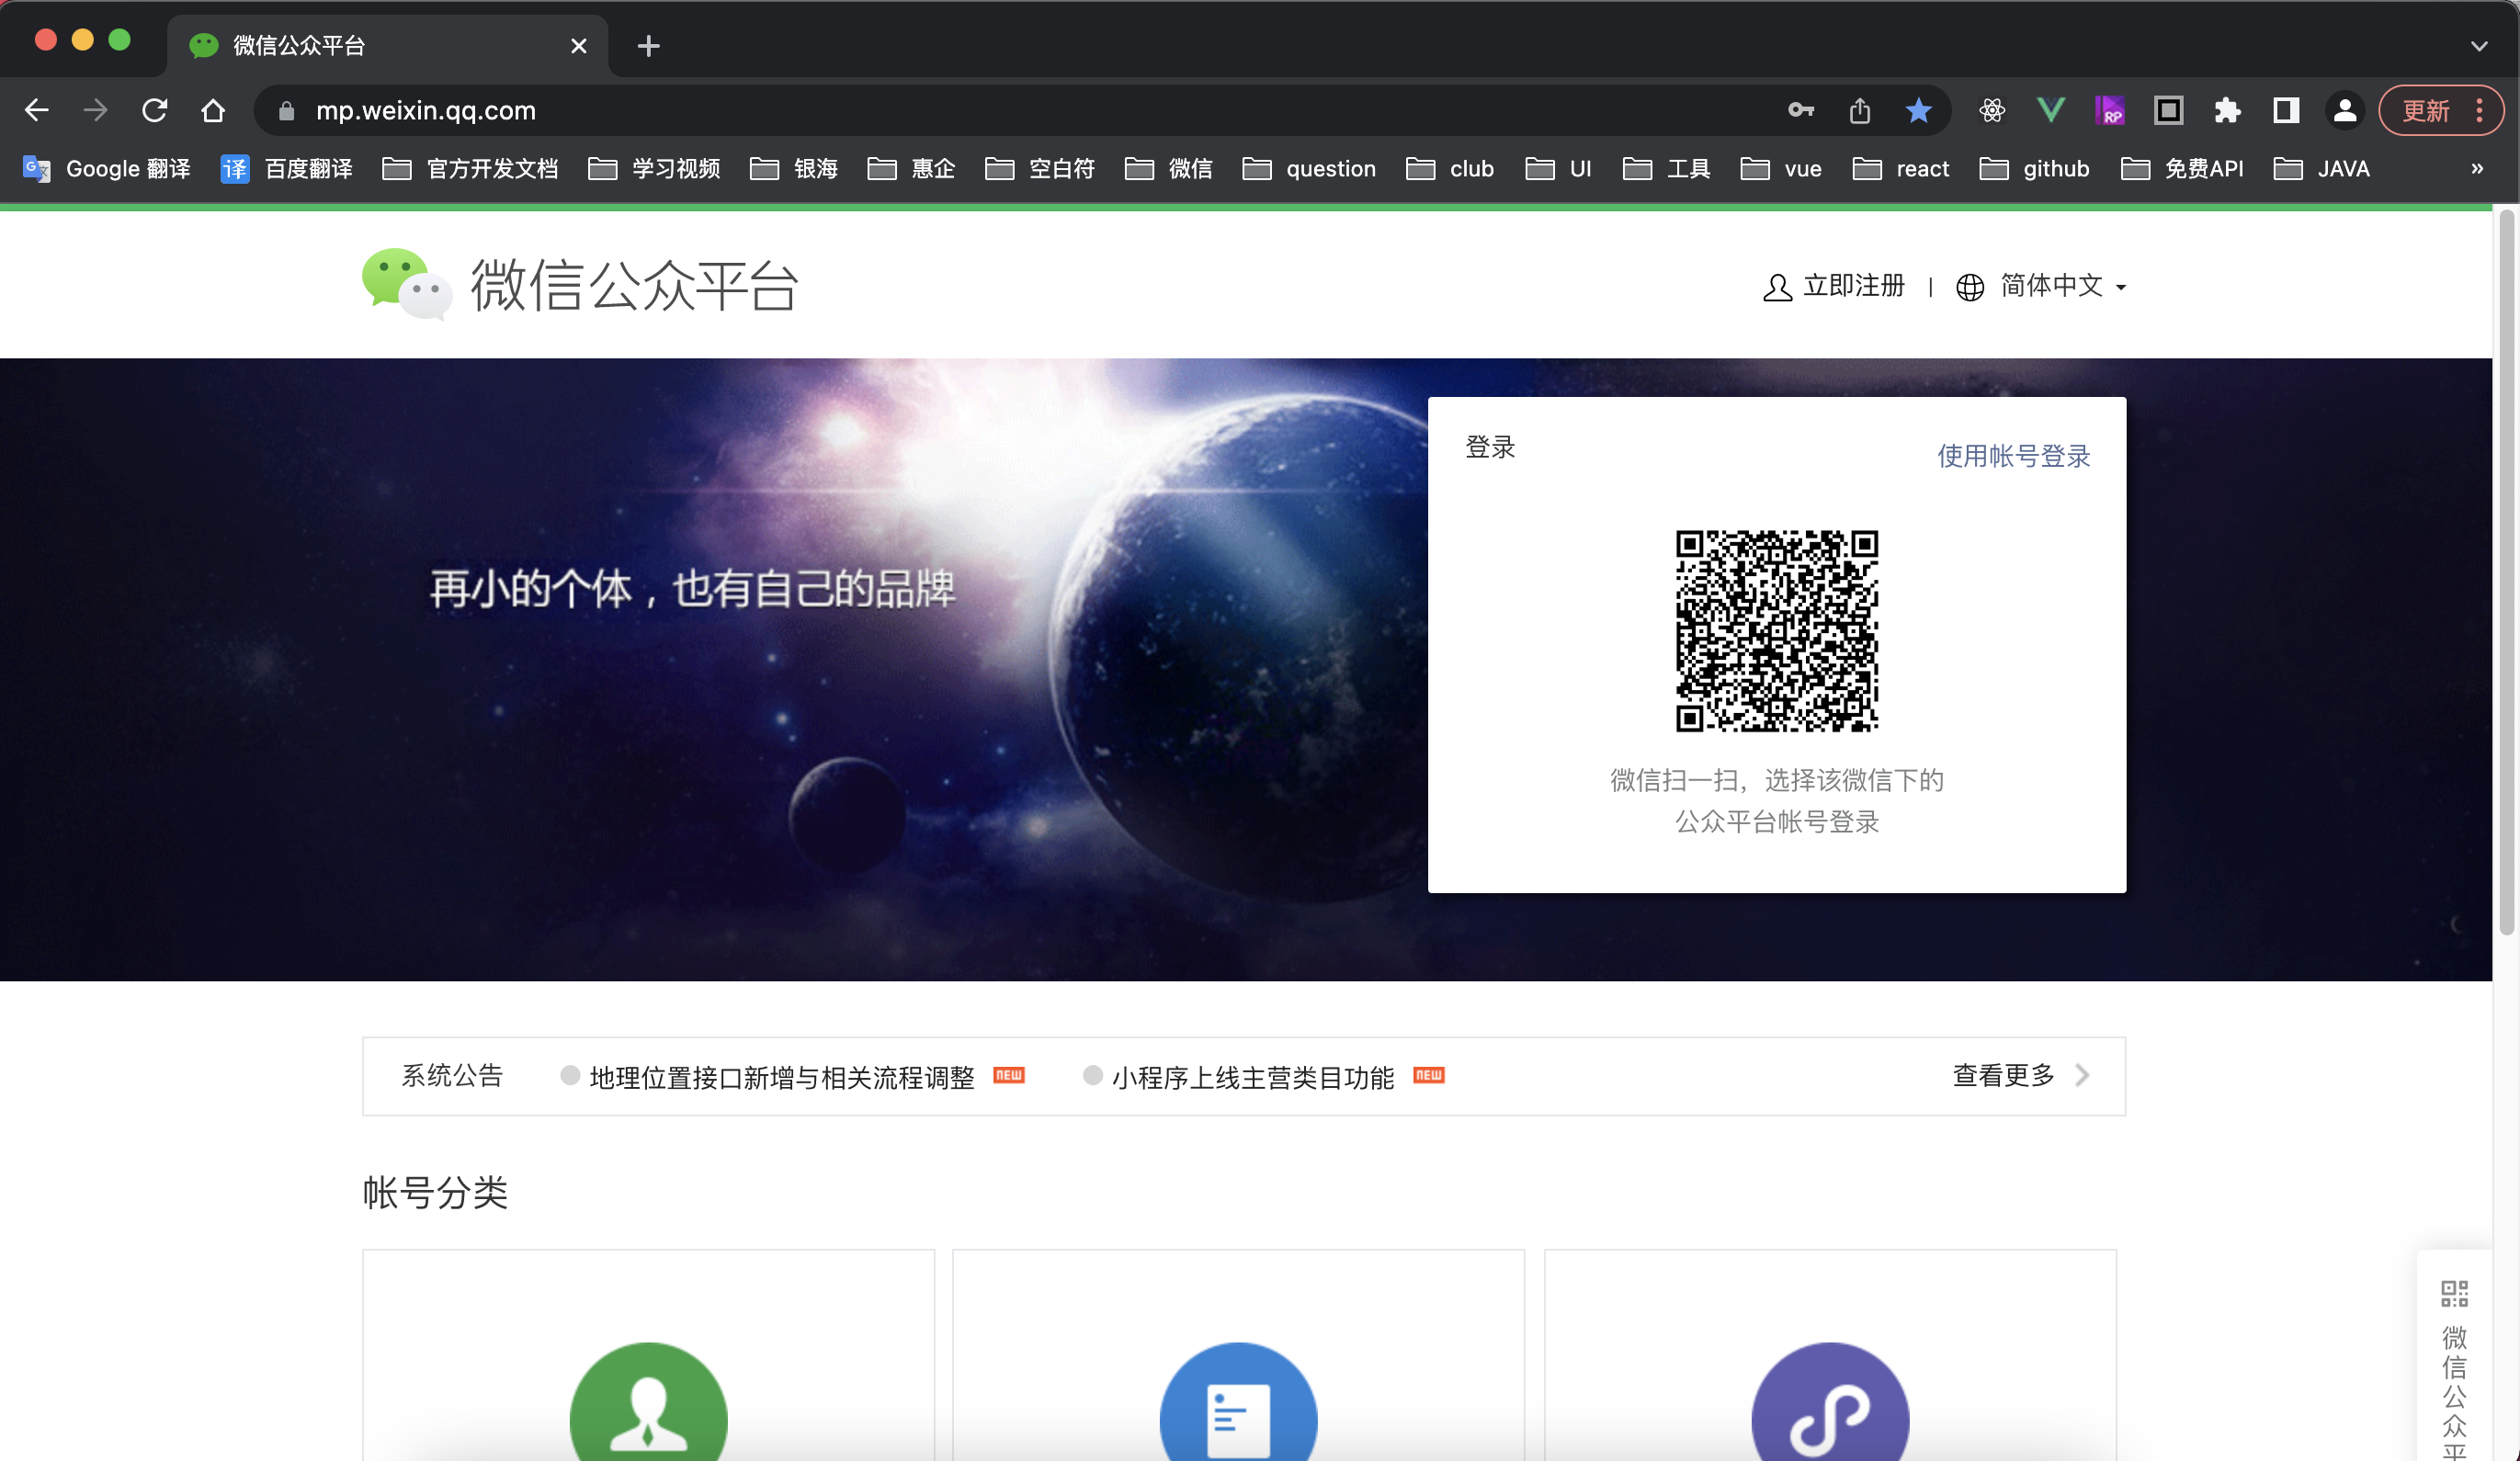 微信公众平台
mp.weixin.qq.com
更新
Google 翻译
译 百度翻译
官方开发文档
学习视频
银海
惠企
空白符
微信
question
club
UI
工具
vue
react
github
免费API
JAVA
»
微信公众平台
立即注册 | 简体中文
再小的个体，也有自己的品牌
登录
使用帐号登录
微信扫一扫，选择该微信下的
公众平台帐号登录
系统公告
地理位置接口新增与相关流程调整 NEW
小程序上线主营类目功能 NEW
查看更多
帐号分类
微信公众平